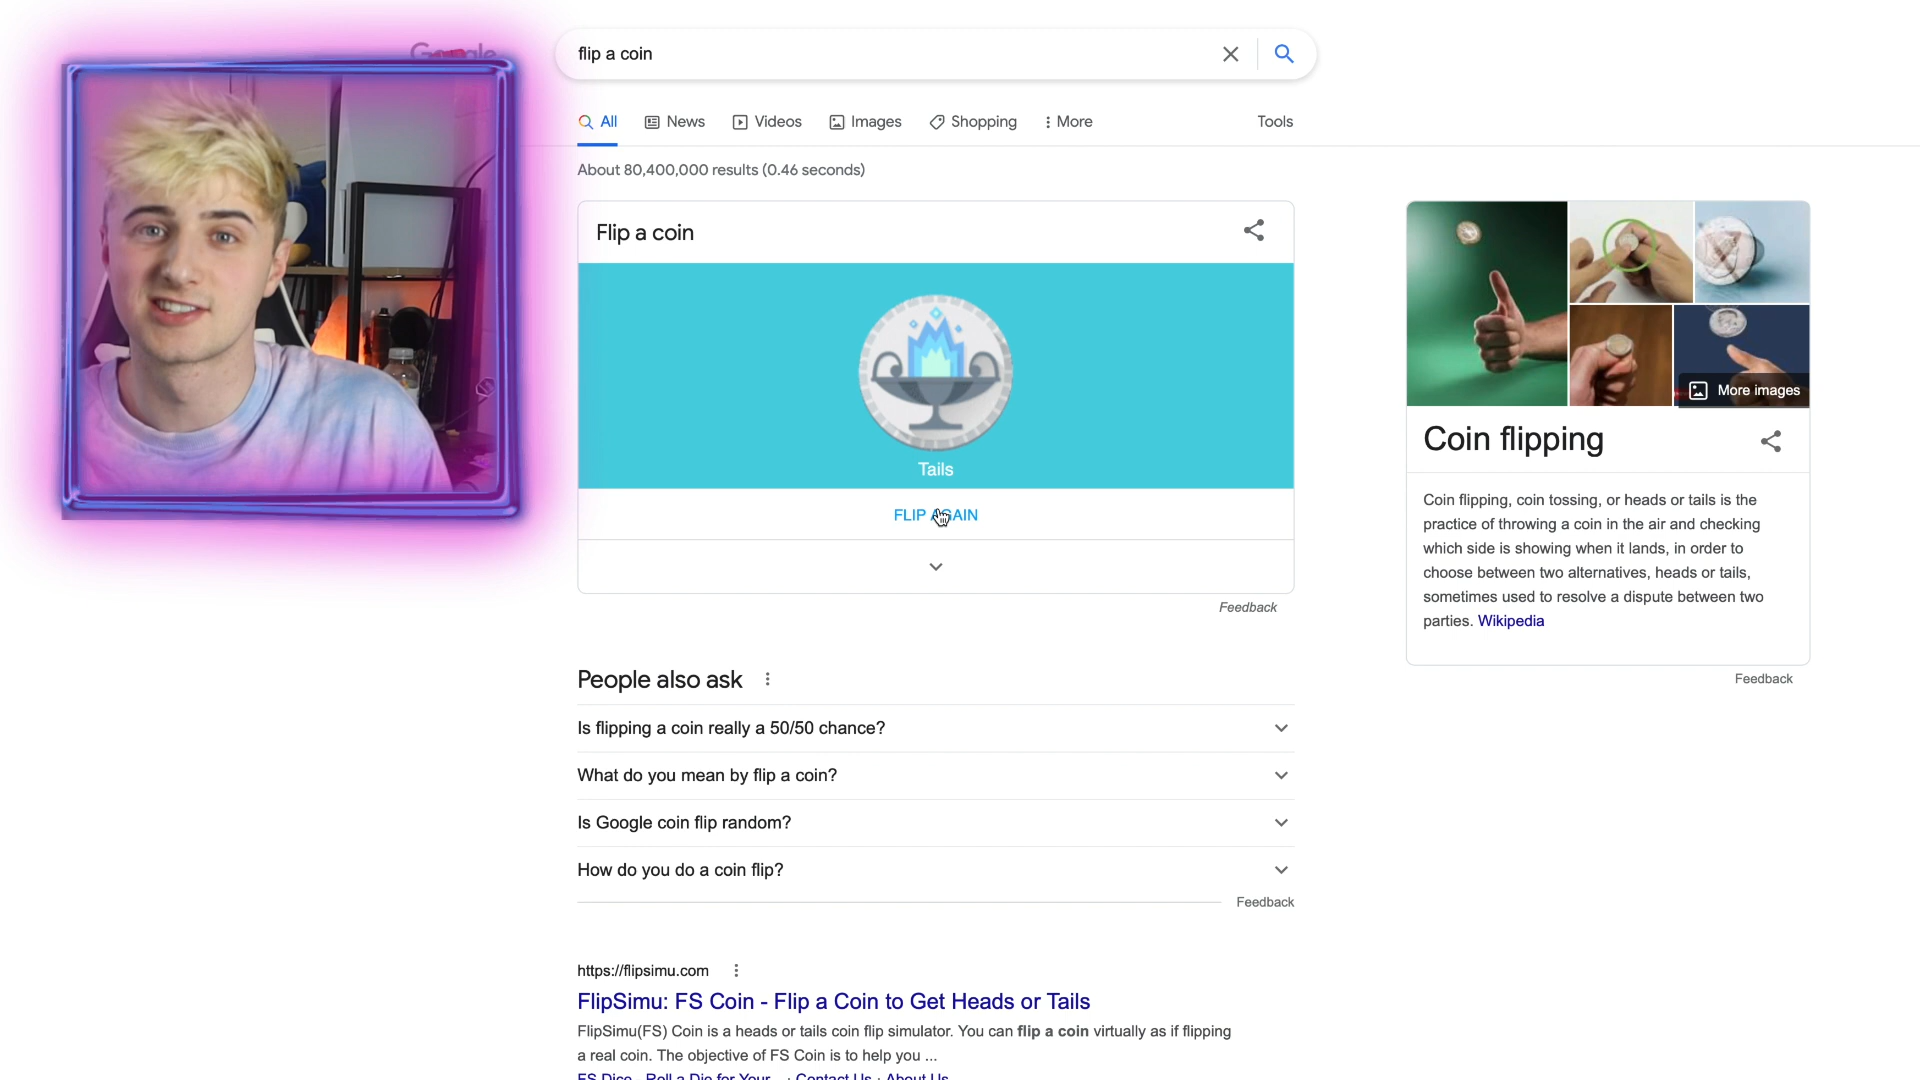 Google
flip a coin
All
News
Videos
Images
Shopping
More
Tools
About 80,400,000 results (0.46 seconds)
Flip a coin
Tails
FLIP AGAIN
Feedback
More images
Coin flipping
Coin flipping, coin tossing, or heads or tails is the
practice of throwing a coin in the air and checking
which side is showing when it lands, in order to
choose between two alternatives, heads or tails,
sometimes used to resolve a dispute between two
parties. Wikipedia
Feedback
People also ask
Is flipping a coin really a 50/50 chance?
What do you mean by flip a coin?
Is Google coin flip random?
How do you do a coin flip?
Feedback
https://flipsimu.com
FlipSimu: FS Coin - Flip a Coin to Get Heads or Tails
FlipSimu(FS) Coin is a heads or tails coin flip simulator. You can flip a coin virtually as if flipping
a real coin. The objective of FS Coin is to help you ...
FS Dice - Roll a Die for Your... · Contact Us · About Us